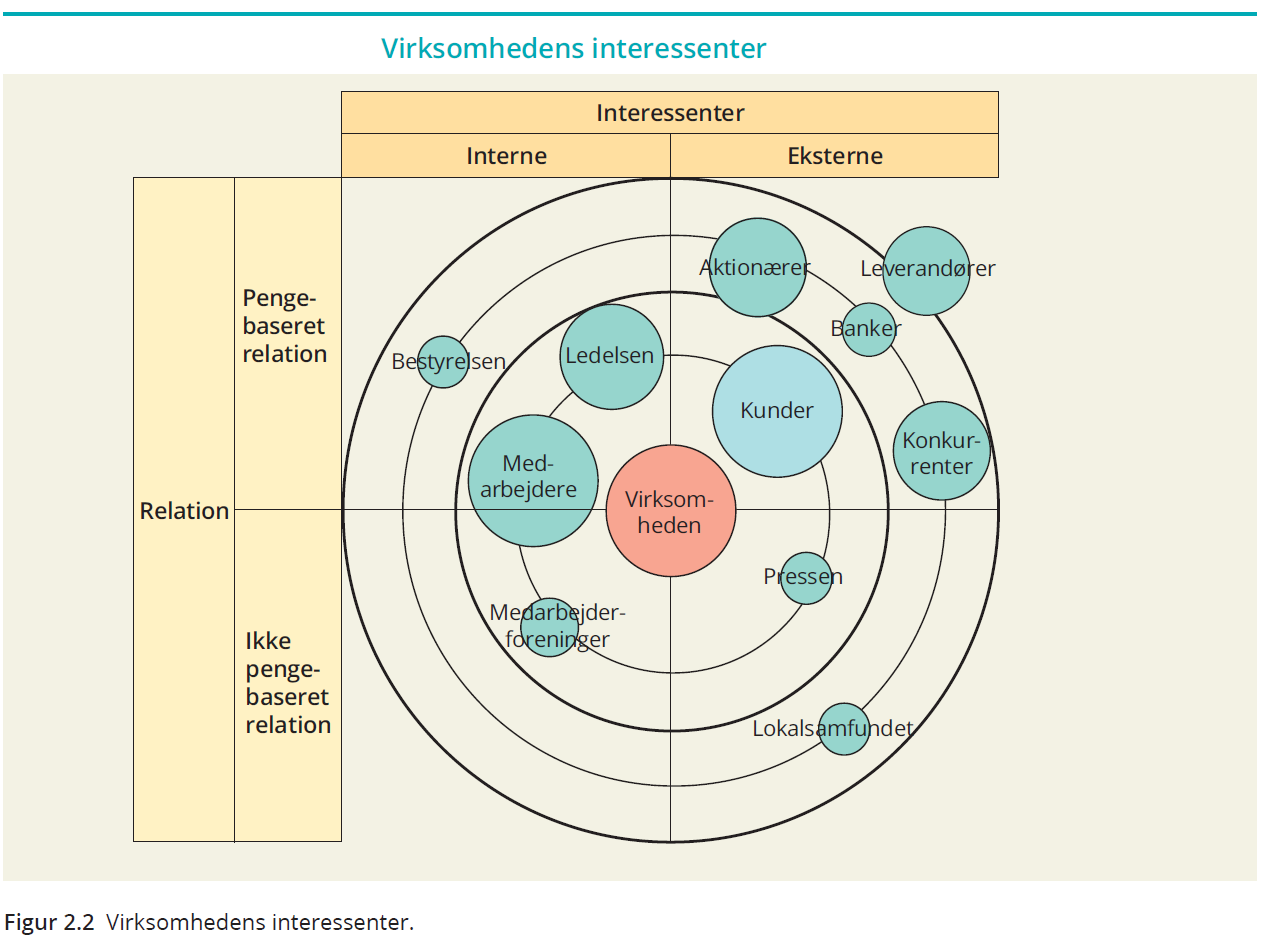 Virksomhedens interessenter
Interessenter
Interne
Eksterne
Relation
Penge-
baseret
relation
Ikke
penge-
baseret
relation
Aktionærer
Leverandører
Banker
Bestyrelsen
Ledelsen
Kunder
Konkur-
renter
Med-
arbejdere
Virksom-
heden
Pressen
Medarbejder-
foreninger
Lokalsamfundet
Figur 2.2 Virksomhedens interessenter.